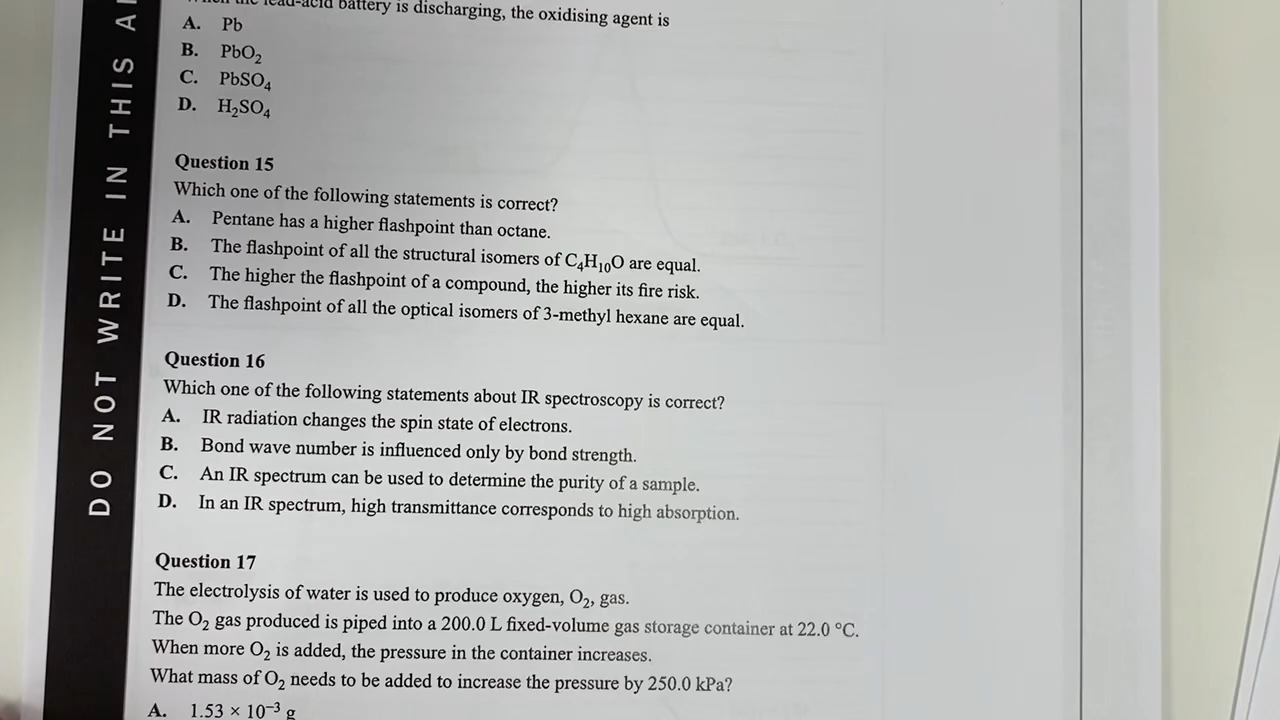 lead-acid battery is discharging, the oxidising agent is
A. Pb
B. PbO₂
C. PbSO₄
D. H₂SO₄
Question 15
Which one of the following statements is correct?
A. Pentane has a higher flashpoint than octane.
B. The flashpoint of all the structural isomers of C₄H₁₀O are equal.
C. The higher the flashpoint of a compound, the higher its fire risk.
D. The flashpoint of all the optical isomers of 3-methyl hexane are equal.
Question 16
Which one of the following statements about IR spectroscopy is correct?
A. IR radiation changes the spin state of electrons.
B. Bond wave number is influenced only by bond strength.
C. An IR spectrum can be used to determine the purity of a sample.
D. In an IR spectrum, high transmittance corresponds to high absorption.
Question 17
The electrolysis of water is used to produce oxygen, O₂, gas.
The O₂ gas produced is piped into a 200.0 L fixed-volume gas storage container at 22.0 °C.
When more O₂ is added, the pressure in the container increases.
What mass of O₂ needs to be added to increase the pressure by 250.0 kPa?
A. 1.53 × 10⁻³ g
DO NOT WRITE IN THIS